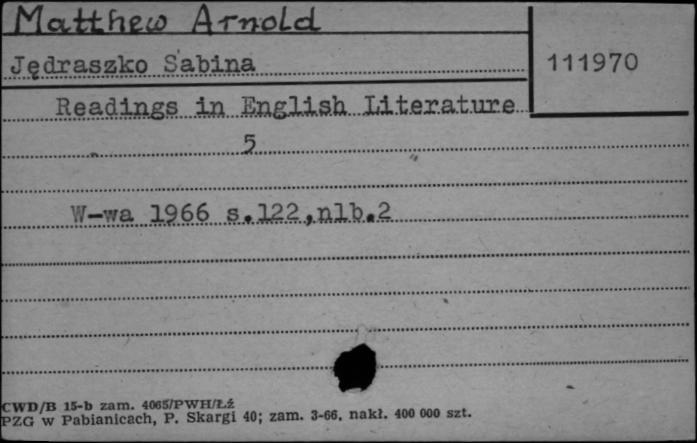 Matthew Arnold
Jędraszko Sabina
111970
Readings in English Literature
5
W-wa 1966 s.122,nlb.2
CWD/B 15-b zam. 4065/PWH/Łź
PZG w Pabianicach, P. Skargi 40; zam. 3-66, nakł. 400 000 szt.